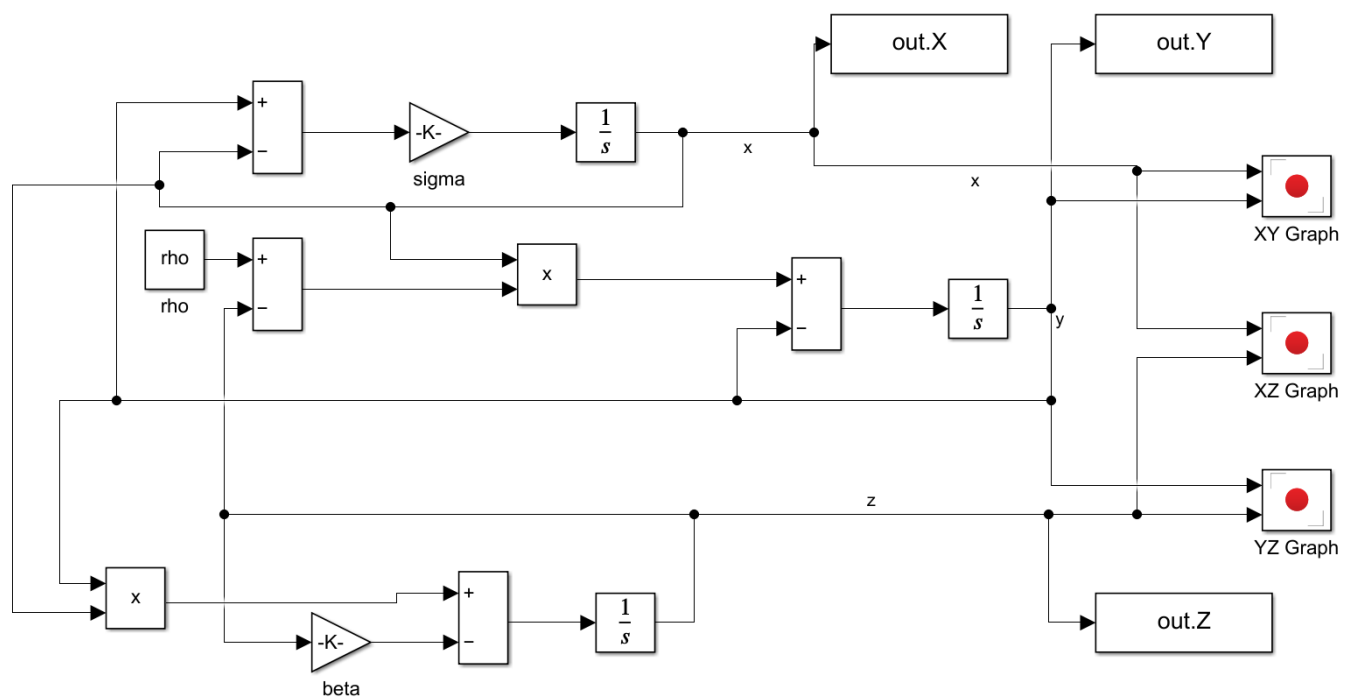 out.X
out.Y
+
−
-K-
sigma
1
s
x
x
XY Graph
rho
rho
+
−
x
+
−
1
s
y
XZ Graph
z
YZ Graph
x
-K-
beta
+
−
1
s
out.Z